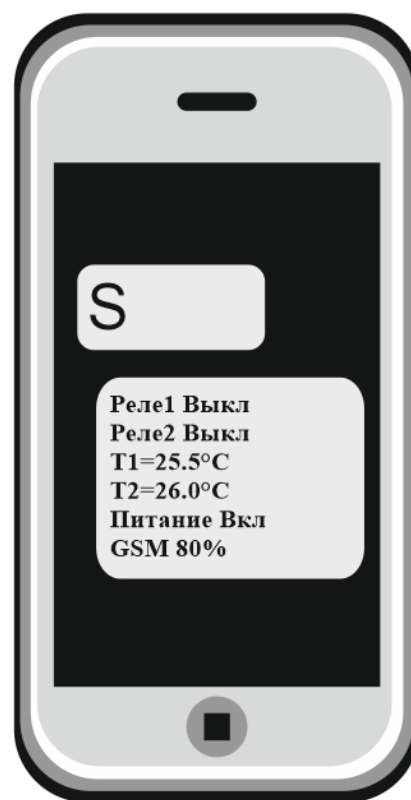 S
Реле1 Выкл
Реле2 Выкл
T1=25.5°C
T2=26.0°C
Питание Вкл
GSM 80%